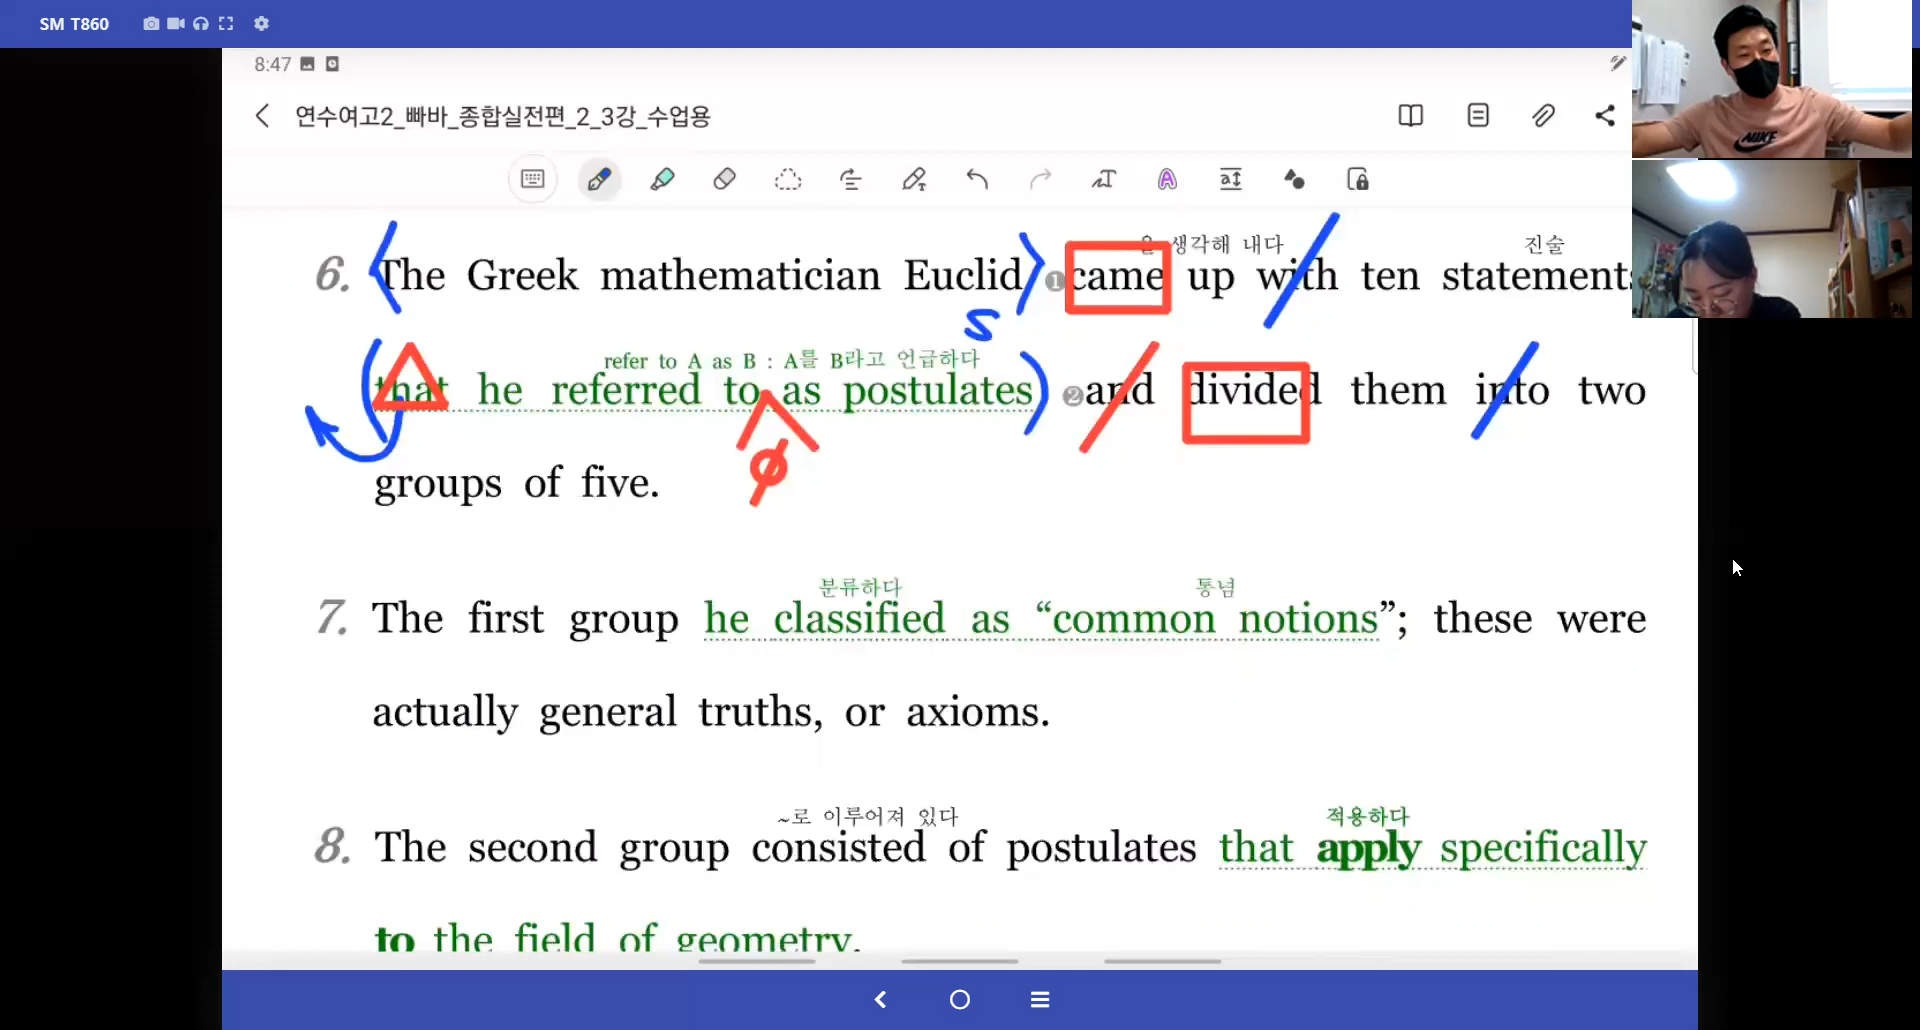 SM T860
8:47
연수여고2_빠바_종합실전편_2_3강_수업용
을 생각해 내다 진술
6. The Greek mathematician Euclid ①came up with ten statements
S
refer to A as B : A를 B라고 언급하다
that he referred to as postulates ②and divided them into two
φ
groups of five.
분류하다 통념
7. The first group he classified as “common notions”; these were
actually general truths, or axioms.
~로 이루어져 있다 적용하다
8. The second group consisted of postulates that apply specifically
to the field of geometry.
NIKE